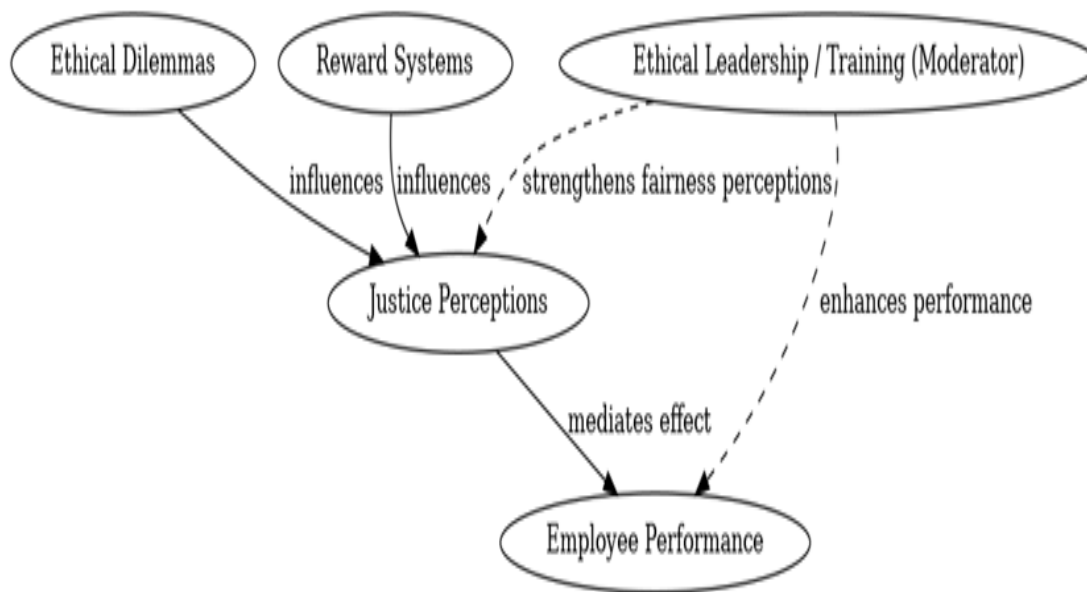 Ethical Dilemmas
Reward Systems
Ethical Leadership / Training (Moderator)
influences
influences
strengthens fairness perceptions
Justice Perceptions
enhances performance
mediates effect
Employee Performance